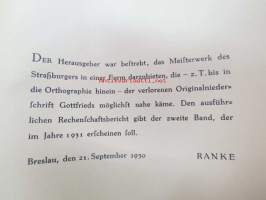 DER Herausgeber war beſtrebt, das Meiſterwerk des
Straßburgers in einer Form darzubieten, die – z. T. bis in
die Orthographie hinein – der verlorenen Originalnieder»
ſchrift Gottfrieds möglichſt nahe käme. Den ausführ»
lichen Rechenſchaftsbericht gibt der zweite Band, der
im Jahre 1931 erſcheinen ſoll.
Breslau, den 21. September 1930 RANKE